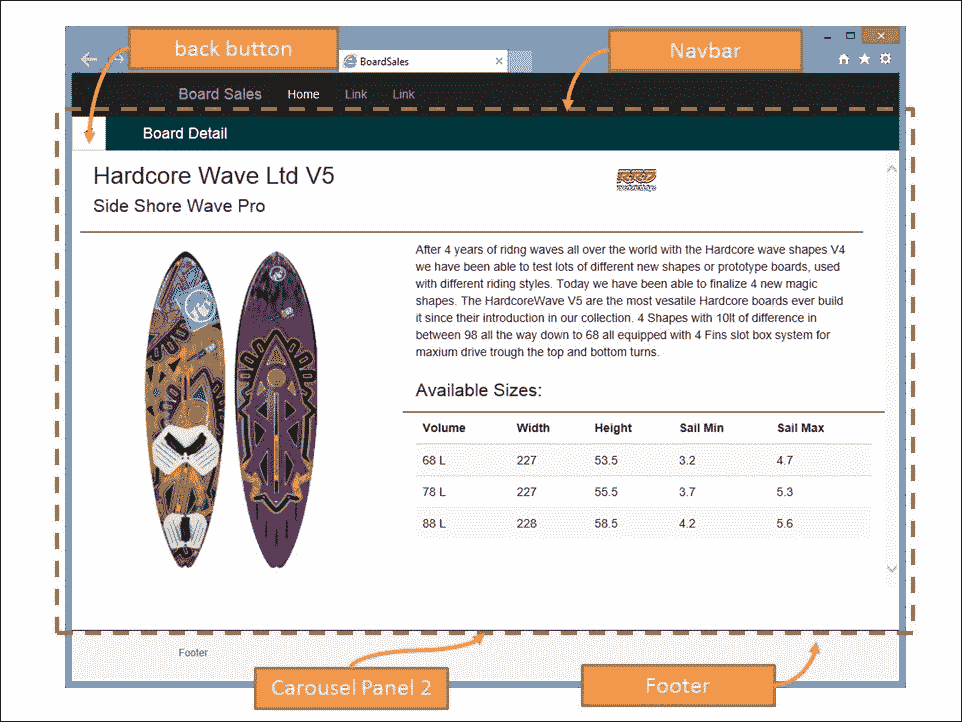 back button
Navbar
BoardSales
Board Sales Home Link Link
Board Detail
Hardcore Wave Ltd V5
RRD
Side Shore Wave Pro
After 4 years of ridng waves all over the world with the Hardcore wave shapes V4
we have been able to test lots of different new shapes or prototype boards, used
with different riding styles. Today we have been able to finalize 4 new magic
shapes. The HardcoreWave V5 are the most vesatile Hardcore boards ever build
it since their introduction in our collection. 4 Shapes with 10lt of difference in
between 98 all the way down to 68 all equipped with 4 Fins slot box system for
maxium drive trough the top and bottom turns.
Available Sizes:
Volume Width Height Sail Min Sail Max
68 L 227 53.5 3.2 4.7
78 L 227 55.5 3.7 5.3
88 L 228 58.5 4.2 5.6
Footer
Carousel Panel 2
Footer